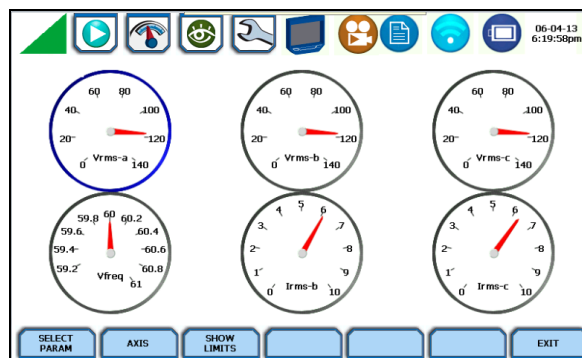 06-04-13
6:19:58pm
60 80
40 100
20 120
0 140
Vrms-a
60 80
40 100
20 120
0 140
Vrms-b
60 80
40 100
20 120
0 140
Vrms-c
59.8 60 60.2
59.6 60.4
59.4 60.6
59.2 60.8
61
Vfreq
4 5 6
3 7
2 8
1 9
0 10
Irms-b
4 5 6
3 7
2 8
1 9
0 10
Irms-c
SELECT PARAM
AXIS
SHOW LIMITS
EXIT